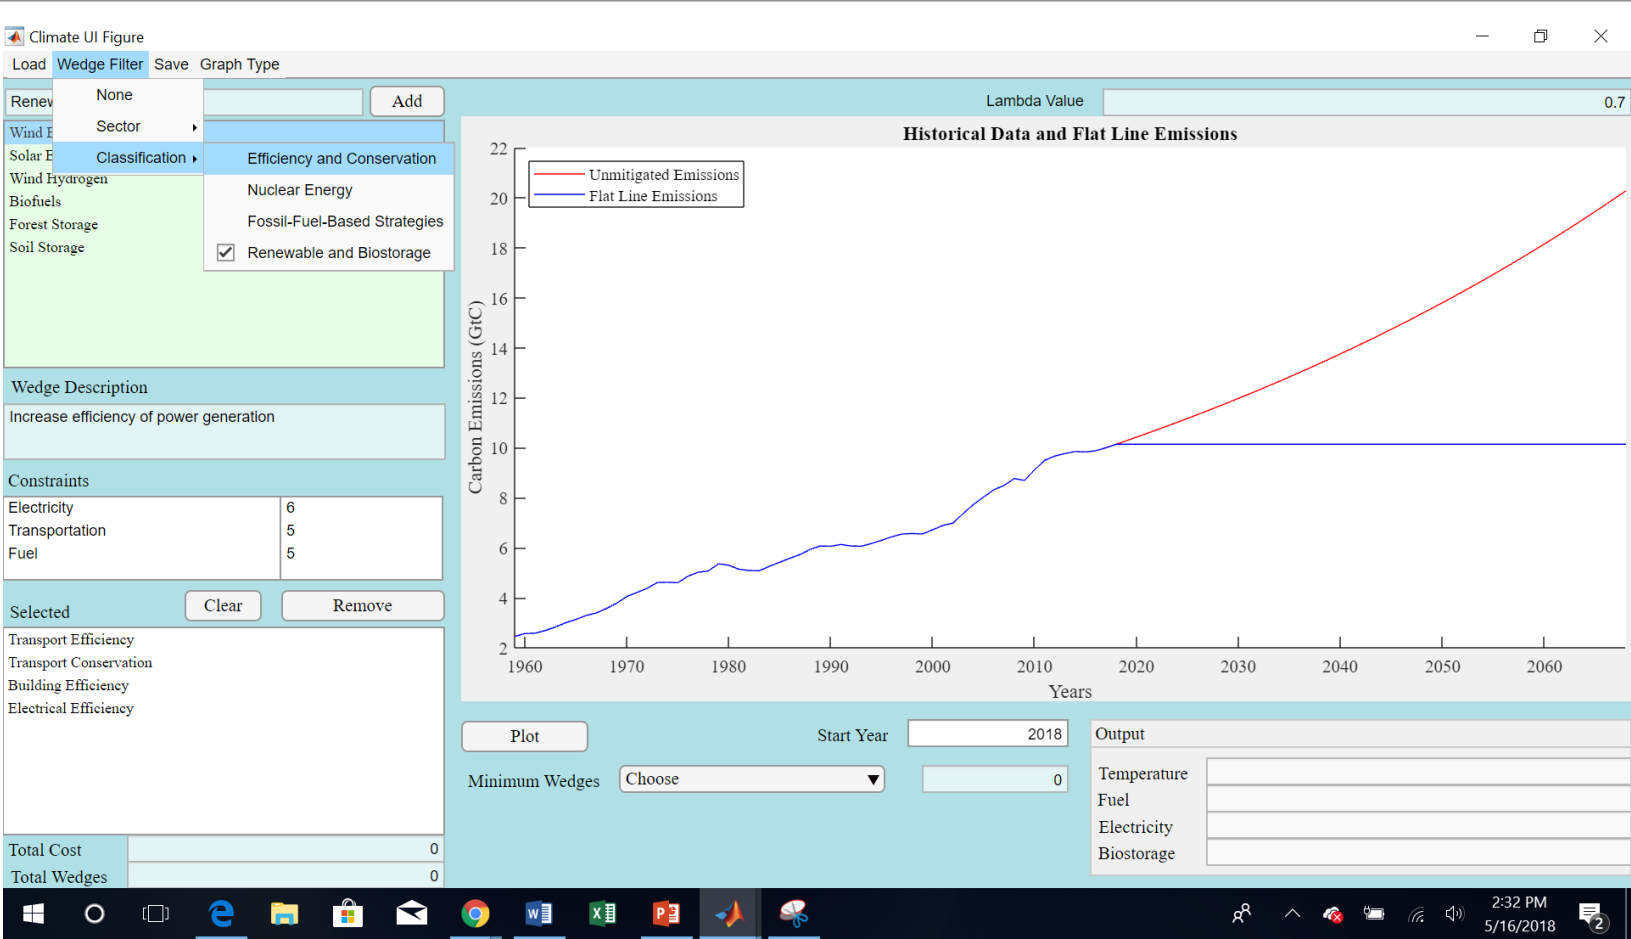 Climate UI Figure
Load Wedge Filter Save Graph Type
None
Sector
Classification
Efficiency and Conservation
Nuclear Energy
Fossil-Fuel-Based Strategies
Renewable and Biostorage
Add
Wind
Solar
Wind Hydrogen
Biofuels
Forest Storage
Soil Storage
Wedge Description
Increase efficiency of power generation
Constraints
Electricity 6
Transportation 5
Fuel 5
Selected Clear Remove
Transport Efficiency
Transport Conservation
Building Efficiency
Electrical Efficiency
Total Cost 0
Total Wedges 0
Lambda Value 0.7
Historical Data and Flat Line Emissions
Unmitigated Emissions
Flat Line Emissions
Carbon Emissions (GtC)
22
20
18
16
14
12
10
8
6
4
2
1960 1970 1980 1990 2000 2010 2020 2030 2040 2050 2060
Years
Plot
Start Year 2018
Minimum Wedges Choose 0
Output
Temperature
Fuel
Electricity
Biostorage
2:32 PM
5/16/2018
2